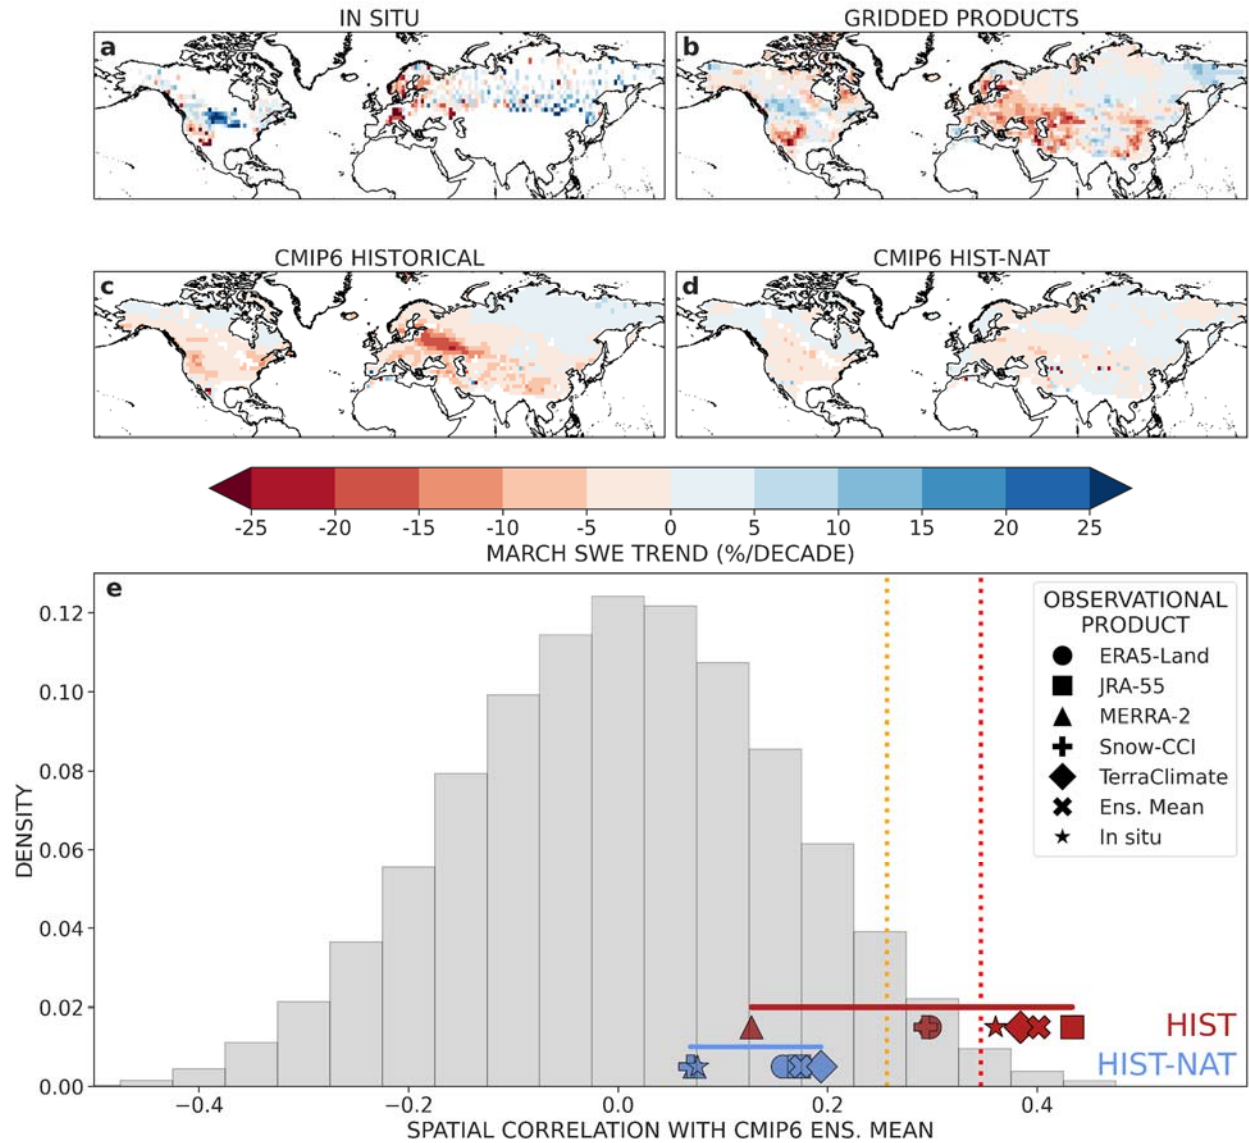 IN SITU
GRIDDED PRODUCTS
a
b
CMIP6 HISTORICAL
CMIP6 HIST-NAT
c
d
-25 -20 -15 -10 -5 0 5 10 15 20 25
MARCH SWE TREND (%/DECADE)
e
OBSERVATIONAL
PRODUCT
ERA5-Land
JRA-55
MERRA-2
Snow-CCI
TerraClimate
Ens. Mean
In situ
0.12
0.10
0.08
0.06
0.04
0.02
0.00
DENSITY
HIST
HIST-NAT
−0.4 −0.2 0.0 0.2 0.4
SPATIAL CORRELATION WITH CMIP6 ENS. MEAN